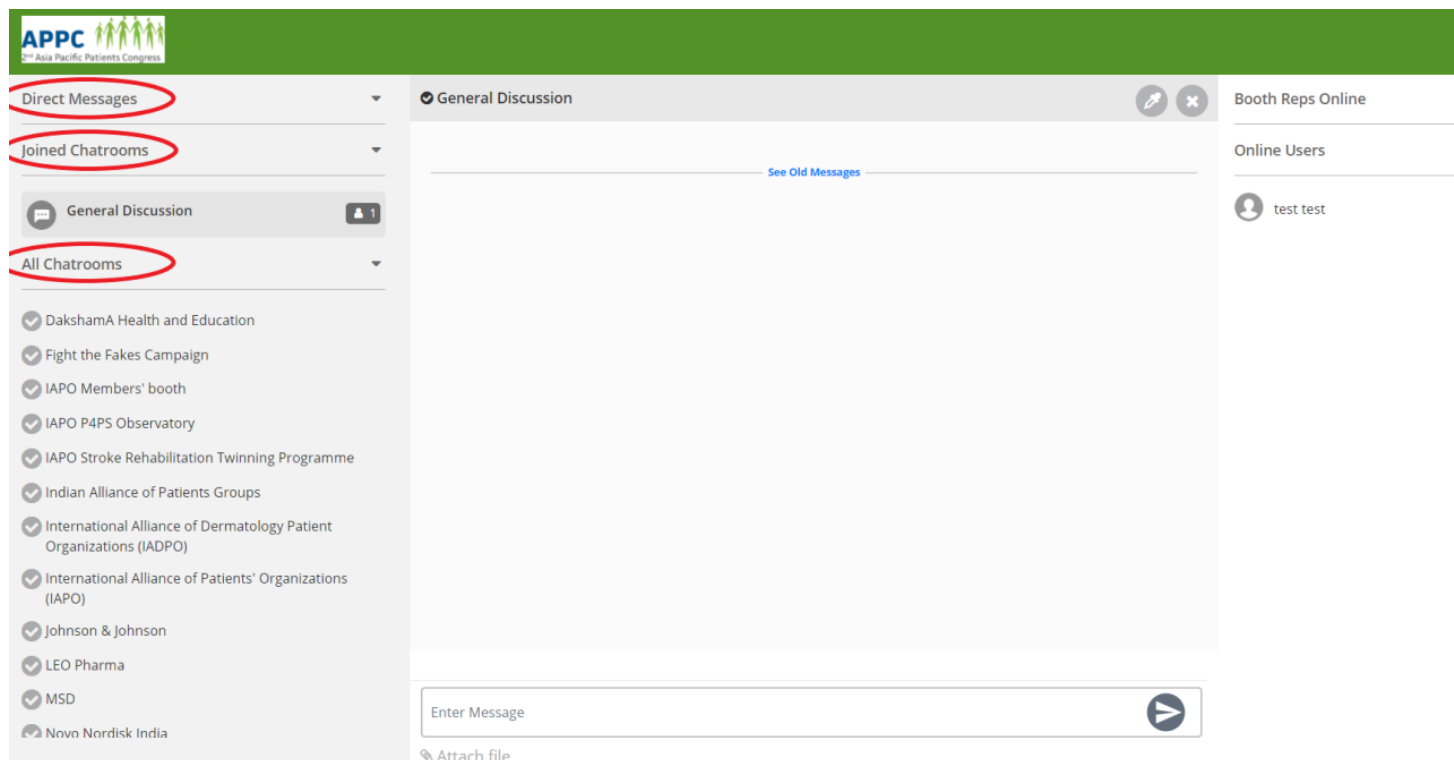 APPC
2nd Asia Pacific Patients Congress
Direct Messages
Joined Chatrooms
General Discussion
1
All Chatrooms
DakshamA Health and Education
Fight the Fakes Campaign
IAPO Members' booth
IAPO P4PS Observatory
IAPO Stroke Rehabilitation Twinning Programme
Indian Alliance of Patients Groups
International Alliance of Dermatology Patient
Organizations (IADPO)
International Alliance of Patients' Organizations
(IAPO)
Johnson & Johnson
LEO Pharma
MSD
Novo Nordisk India
General Discussion
See Old Messages
Enter Message
Attach file
Booth Reps Online
Online Users
test test